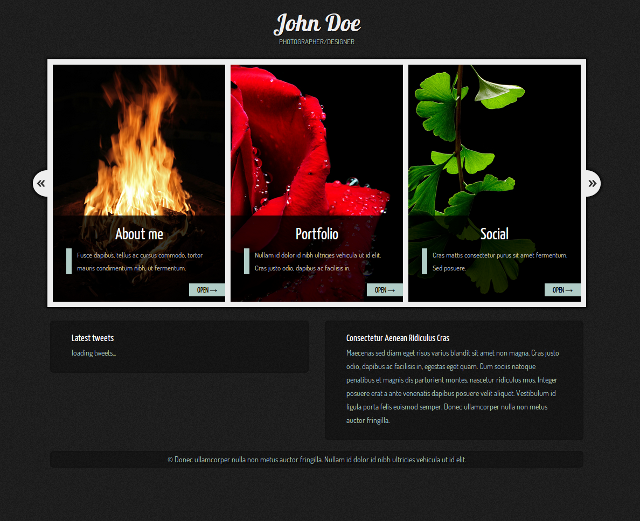 John Doe
PHOTOGRAPHER/DESIGNER
«
»
About me
Fusce dapibus, tellus ac cursus commodo, tortor
mauris condimentum nibh, ut fermentum.
OPEN →
Portfolio
Nullam id dolor id nibh ultricies vehicula ut id elit.
Cras justo odio, dapibus ac facilisis in.
OPEN →
Social
Cras mattis consectetur purus sit amet fermentum.
Sed posuere.
OPEN →
Latest tweets
loading tweets...
Consectetur Aenean Ridiculus Cras
Maecenas sed diam eget risus varius blandit sit amet non magna. Cras justo
odio, dapibus ac facilisis in, egestas eget quam. Cum sociis natoque
penatibus et magnis dis parturient montes, nascetur ridiculus mus. Integer
posuere erat a ante venenatis dapibus posuere velit aliquet. Vestibulum id
ligula porta felis euismod semper. Donec ullamcorper nulla non metus
auctor fringilla.
© Donec ullamcorper nulla non metus auctor fringilla. Nullam id dolor id nibh ultricies vehicula ut id elit.